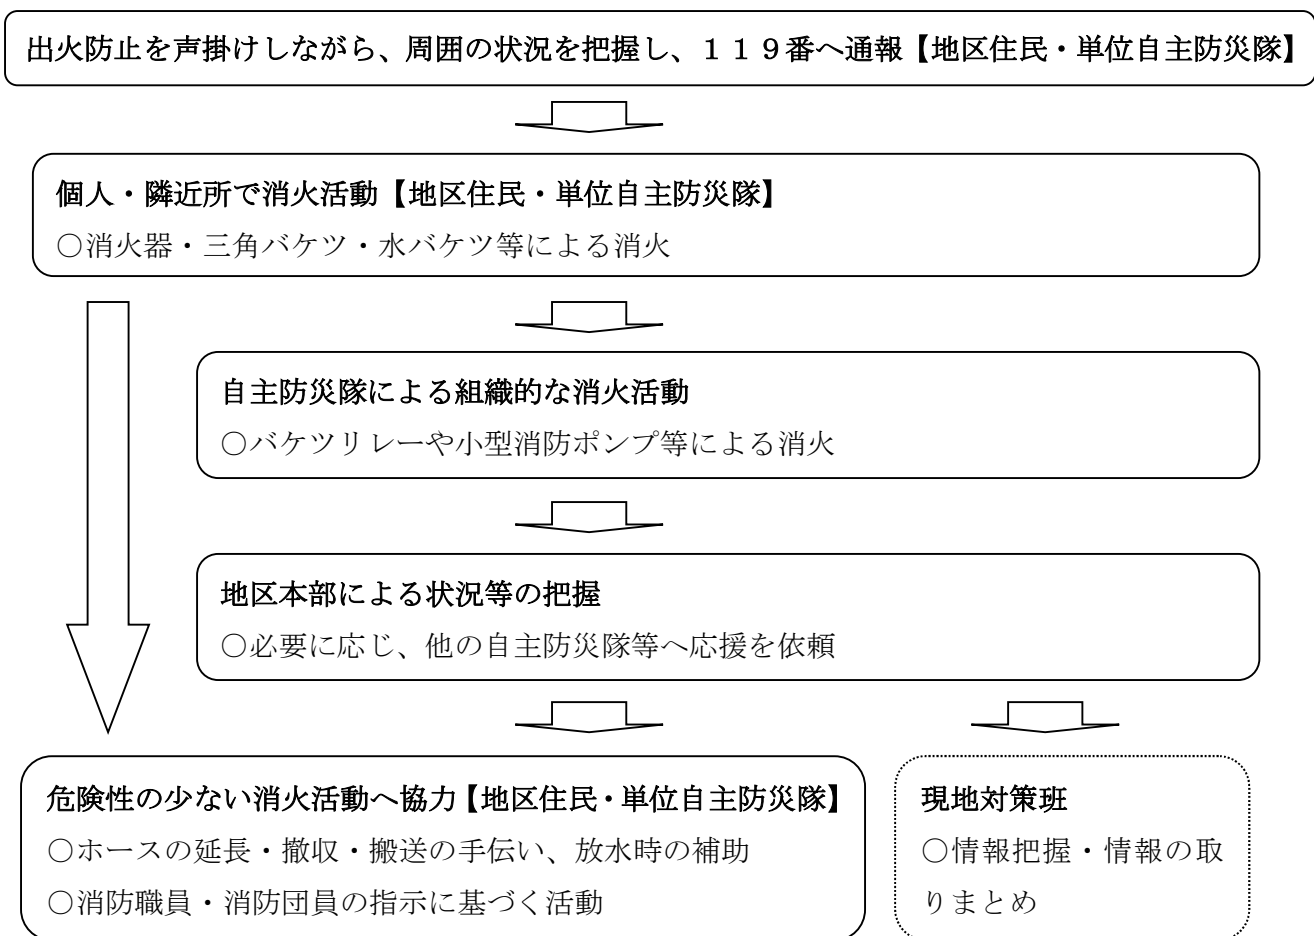 出火防止を声掛けしながら、周囲の状況を把握し、１１９番へ通報【地区住民・単位自主防災隊】
個人・隣近所で消火活動【地区住民・単位自主防災隊】
○消火器・三角バケツ・水バケツ等による消火
自主防災隊による組織的な消火活動
○バケツリレーや小型消防ポンプ等による消火
地区本部による状況等の把握
○必要に応じ、他の自主防災隊等へ応援を依頼
危険性の少ない消火活動へ協力【地区住民・単位自主防災隊】
○ホースの延長・撤収・搬送の手伝い、放水時の補助
○消防職員・消防団員の指示に基づく活動
現地対策班
○情報把握・情報の取
りまとめ